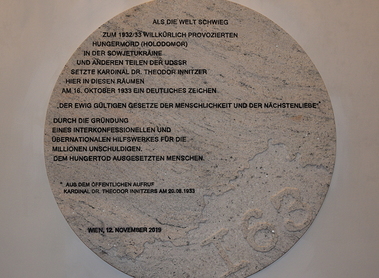 ALS DIE WELT SCHWIEG
ZUM 1932/33 WILLKÜRLICH PROVOZIERTEN
HUNGERMORD (HOLODOMOR)
IN DER SOWJETUKRAINE
UND ANDEREN TEILEN DER UDSSR
SETZTE KARDINAL DR. THEODOR INNITZER
HIER IN DIESEN RÄUMEN
AM 16. OKTOBER 1933 EIN DEUTLICHES ZEICHEN
„DER EWIG GÜLTIGEN GESETZE DER MENSCHLICHKEIT UND DER NÄCHSTENLIEBE“*
DURCH DIE GRÜNDUNG
EINES INTERKONFESSIONELLEN UND
ÜBERNATIONALEN HILFSWERKES FÜR DIE
MILLIONEN UNSCHULDIGEN,
DEM HUNGERTOD AUSGESETZTEN MENSCHEN.
* AUS DEM ÖFFENTLICHEN AUFRUF
KARDINAL DR. THEODOR INNITZERS AM 20.08.1933
WIEN, 12. NOVEMBER 2019